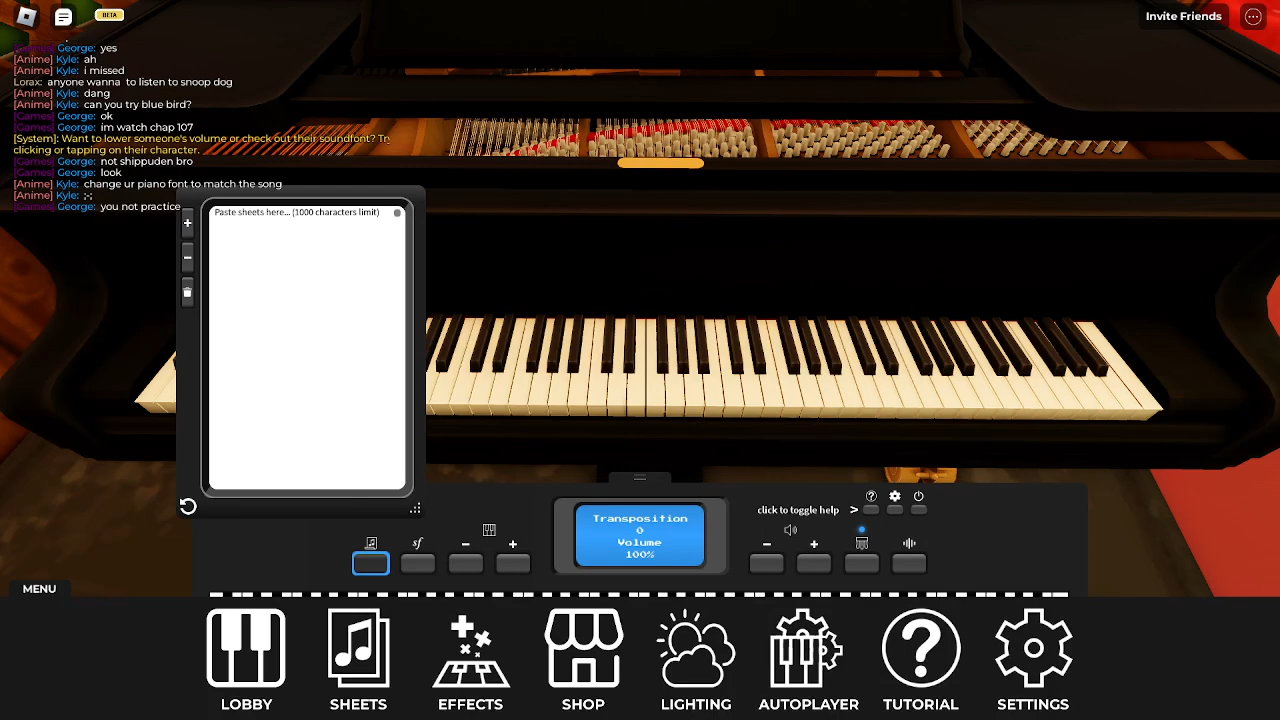 BETA
Invite Friends
[Games] George: yes
[Anime] Kyle: ah
[Anime] Kyle: i missed
Lorax: anyone wanna to listen to snoop dog
[Anime] Kyle: dang
[Anime] Kyle: can you try blue bird?
[Games] George: ok
[Games] George: im watch chap 107
[System]: Want to lower someone's volume or check out their soundfont? Try
clicking or tapping on their character.
[Games] George: not shippuden bro
[Games] George: look
[Anime] Kyle: change ur piano font to match the song
[Anime] Kyle: ;-;
[Games] George: you not practice
Paste sheets here... (1000 characters limit)
click to toggle help >
sf
Transposition
0
Volume
100%
MENU
LOBBY
SHEETS
EFFECTS
SHOP
LIGHTING
AUTOPLAYER
TUTORIAL
SETTINGS